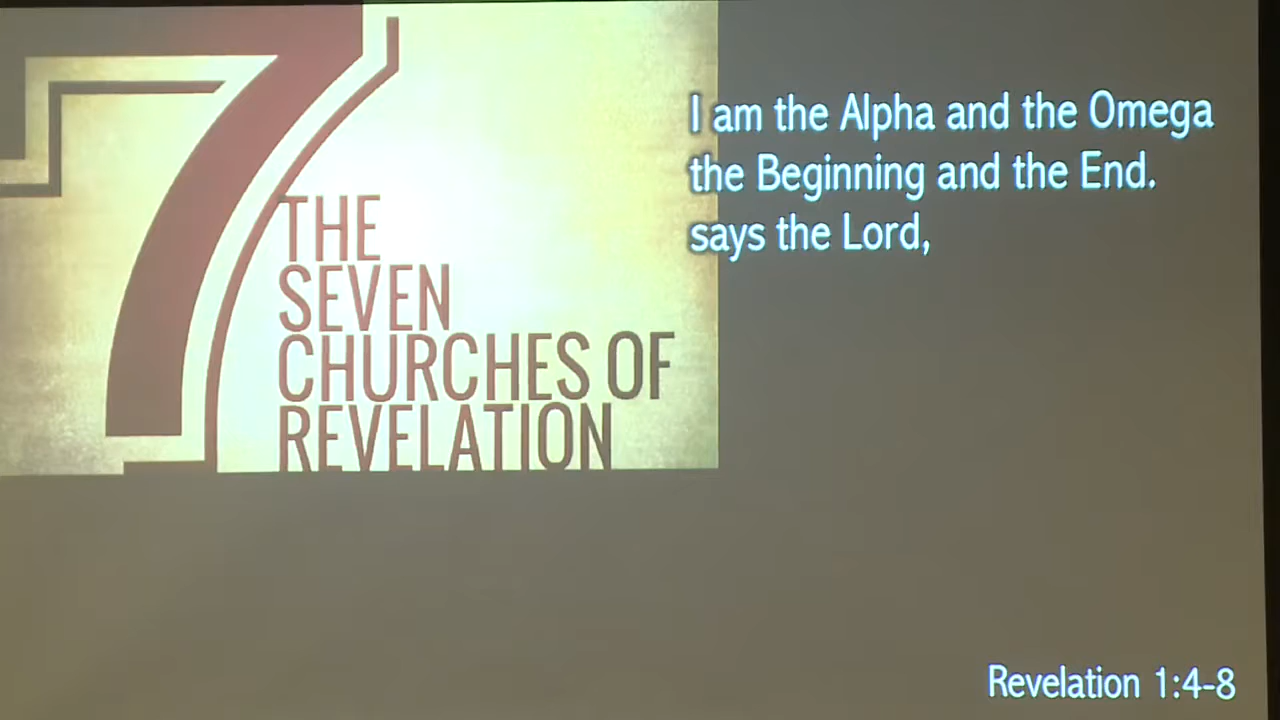 7
THE
SEVEN
CHURCHES OF
REVELATION
I am the Alpha and the Omega
the Beginning and the End.
says the Lord,
Revelation 1:4-8